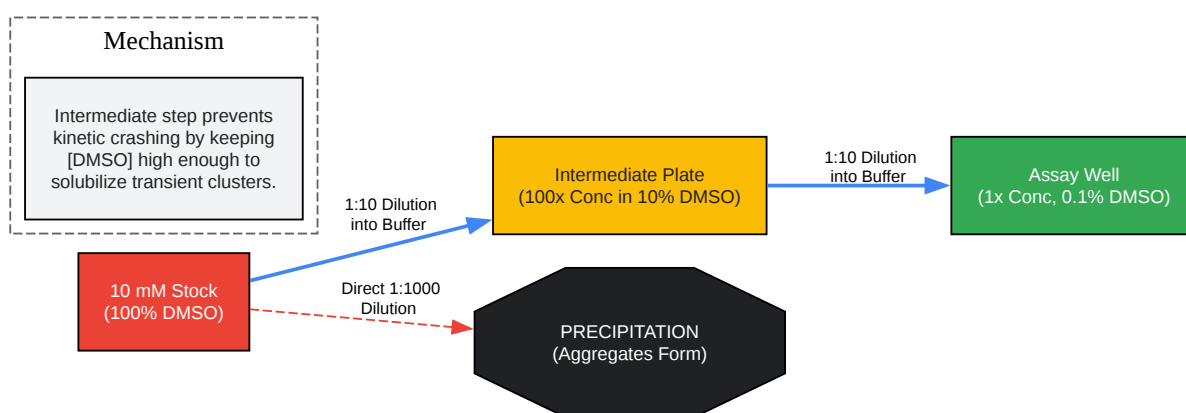 Mechanism
Intermediate step prevents
kinetic crashing by keeping
[DMSO] high enough to
solubilize transient clusters.
10 mM Stock
(100% DMSO)
1:10 Dilution
into Buffer
Direct 1:1000
Dilution
Intermediate Plate
(100x Conc in 10% DMSO)
PRECIPITATION
(Aggregates Form)
1:10 Dilution
into Buffer
Assay Well
(1x Conc, 0.1% DMSO)